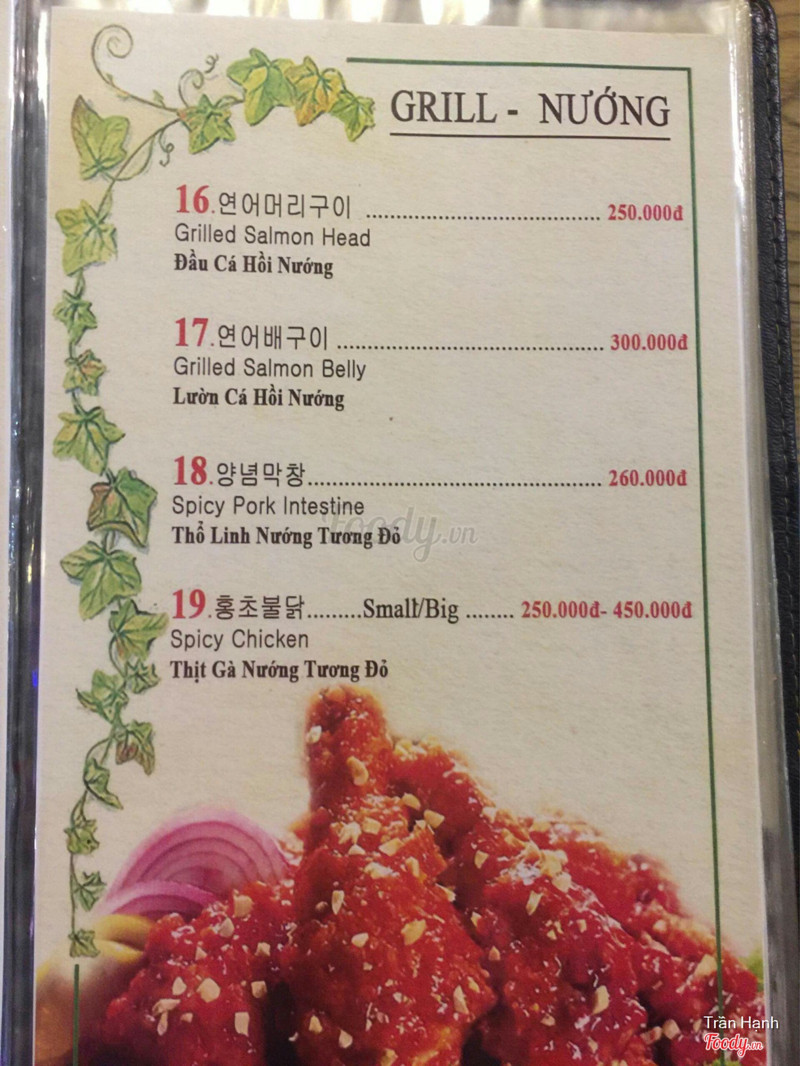 GRILL - NƯỚNG
16.연어머리구이 ........................................ 250.000đ
Grilled Salmon Head
Đầu Cá Hồi Nướng
17.연어배구이 ............................................. 300.000đ
Grilled Salmon Belly
Lườn Cá Hồi Nướng
18.양념막창.................................................. 260.000đ
Spicy Pork Intestine
Thổ Linh Nướng Tương Đỏ
Foody.vn
19.홍초불닭.........Small/Big ........ 250.000đ- 450.000đ
Spicy Chicken
Thịt Gà Nướng Tương Đỏ
Trần Hanh
Foody.vn